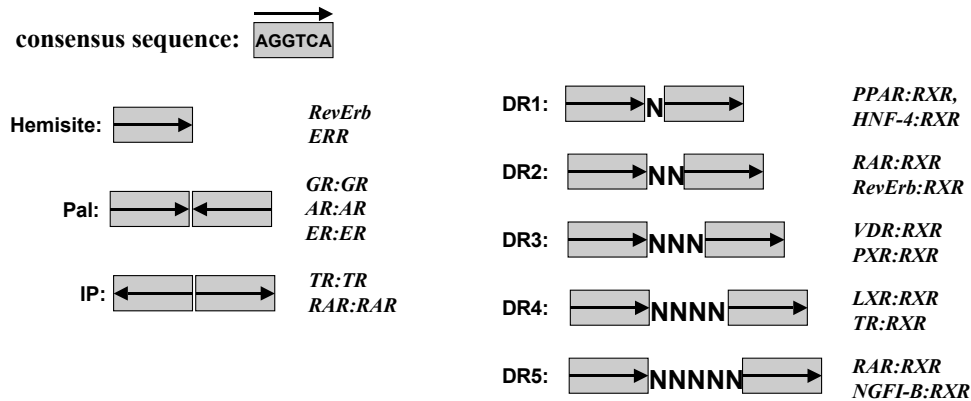 consensus sequence: AGGTCA
Hemisite:
RevErb
ERR
Pal:
GR:GR
AR:AR
ER:ER
IP:
TR:TR
RAR:RAR
DR1: N
PPAR:RXR,
HNF-4:RXR
DR2: NN
RAR:RXR
RevErb:RXR
DR3: NNN
VDR:RXR
PXR:RXR
DR4: NNNN
LXR:RXR
TR:RXR
DR5: NNNNN
RAR:RXR
NGFI-B:RXR